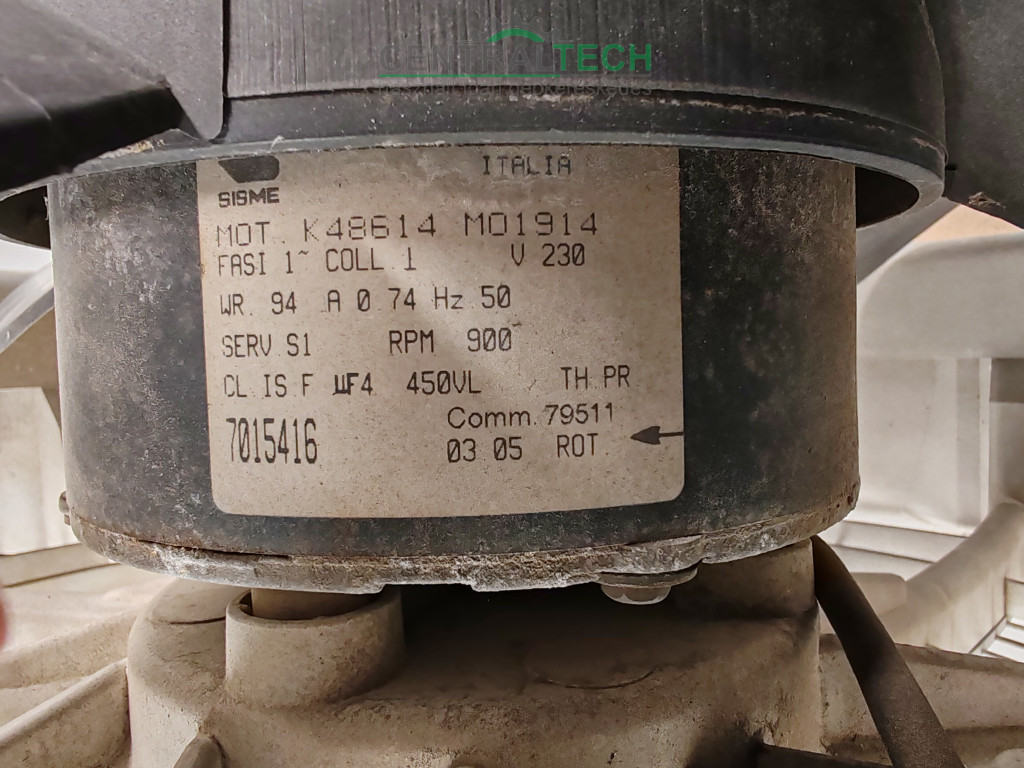 CENTRALTECH
ITALIA
SISME
MOT. K48614 M01914
FASI 1~ COLL. 1 V 230
WR. 94 A 0.74 Hz 50
SERV S1 RPM 900
CL. IS F µF4 450VL TH. PR
Comm. 79511
7015416
03 05 ROT